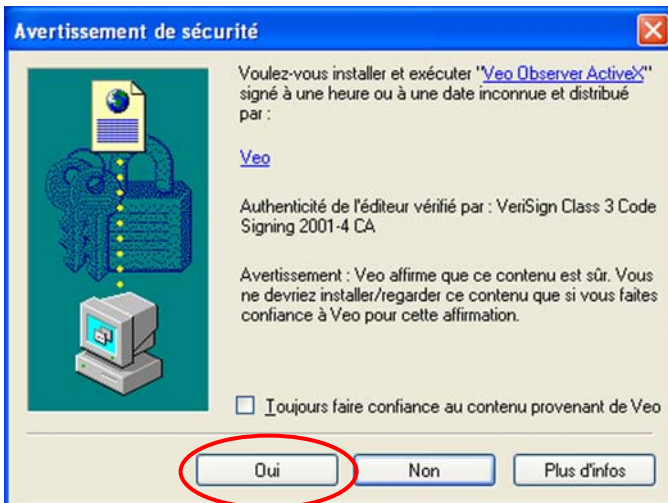 Avertissement de sécurité
Voulez-vous installer et exécuter "Veo Observer ActiveX"
signé à une heure ou à une date inconnue et distribué
par :
Veo
Authenticité de l'éditeur vérifié par : VeriSign Class 3 Code
Signing 2001-4 CA
Avertissement : Veo affirme que ce contenu est sûr. Vous
ne devriez installer/regarder ce contenu que si vous faites
confiance à Veo pour cette affirmation.
Toujours faire confiance au contenu provenant de Veo
Oui Non Plus d'infos